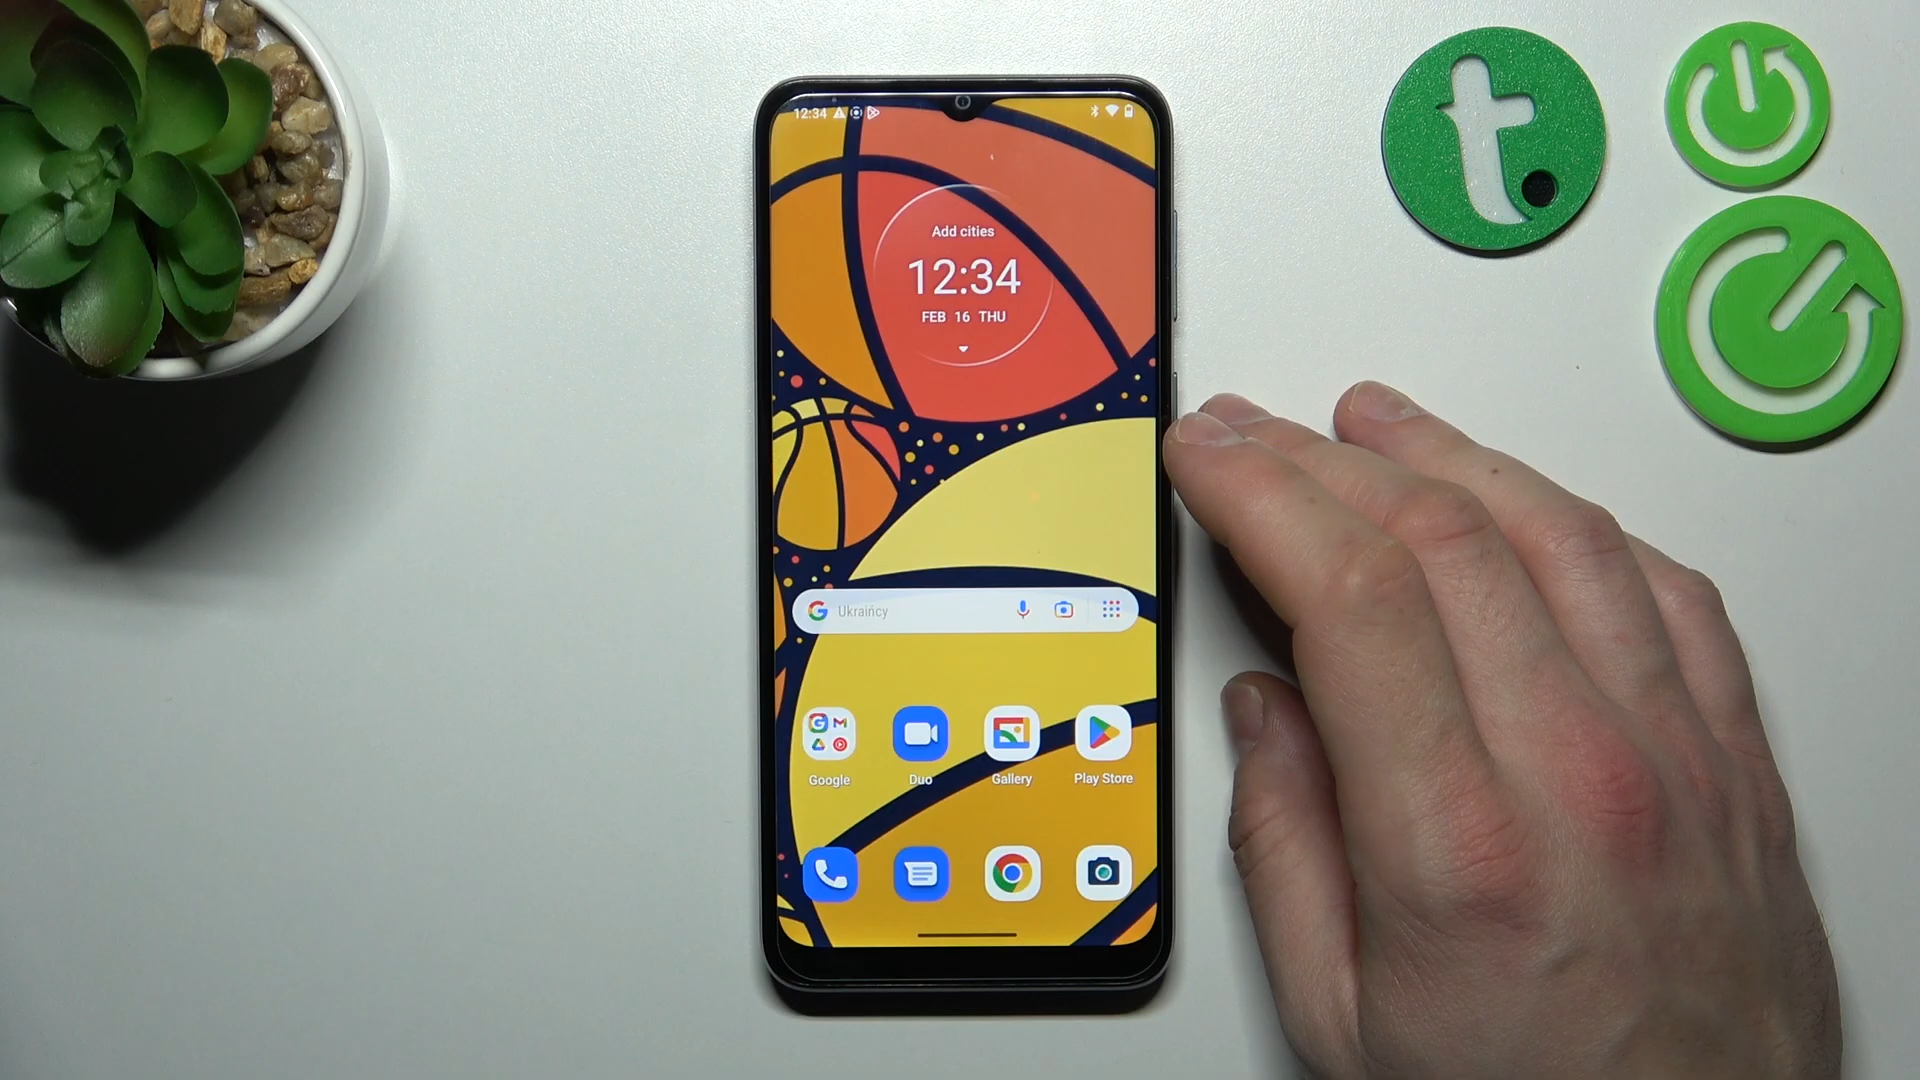 12:34
Add cities
12:34
FEB 16 THU
Ukraińcy
Google
Duo
Gallery
Play Store